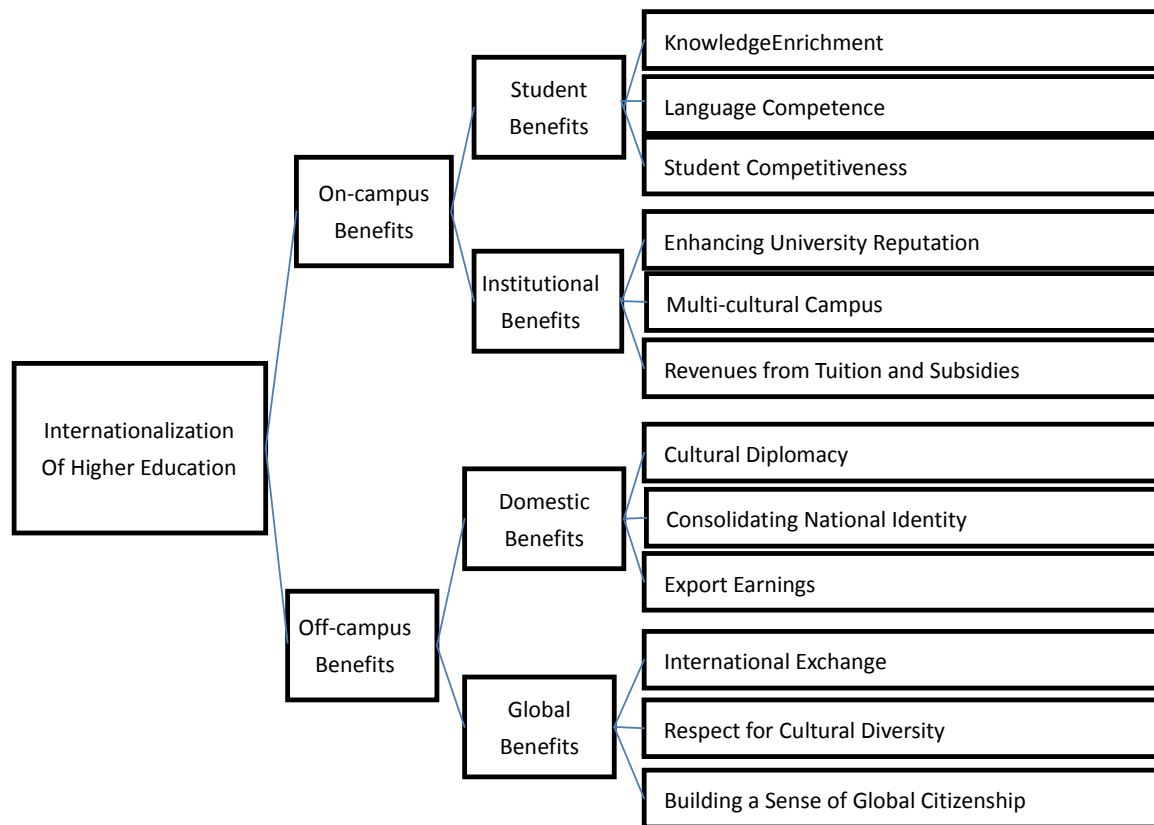 Internationalization
Of Higher Education
On-campus
Benefits
Off-campus
Benefits
Student
Benefits
Institutional
Benefits
Domestic
Benefits
Global
Benefits
KnowledgeEnrichment
Language Competence
Student Competitiveness
Enhancing University Reputation
Multi-cultural Campus
Revenues from Tuition and Subsidies
Cultural Diplomacy
Consolidating National Identity
Export Earnings
International Exchange
Respect for Cultural Diversity
Building a Sense of Global Citizenship